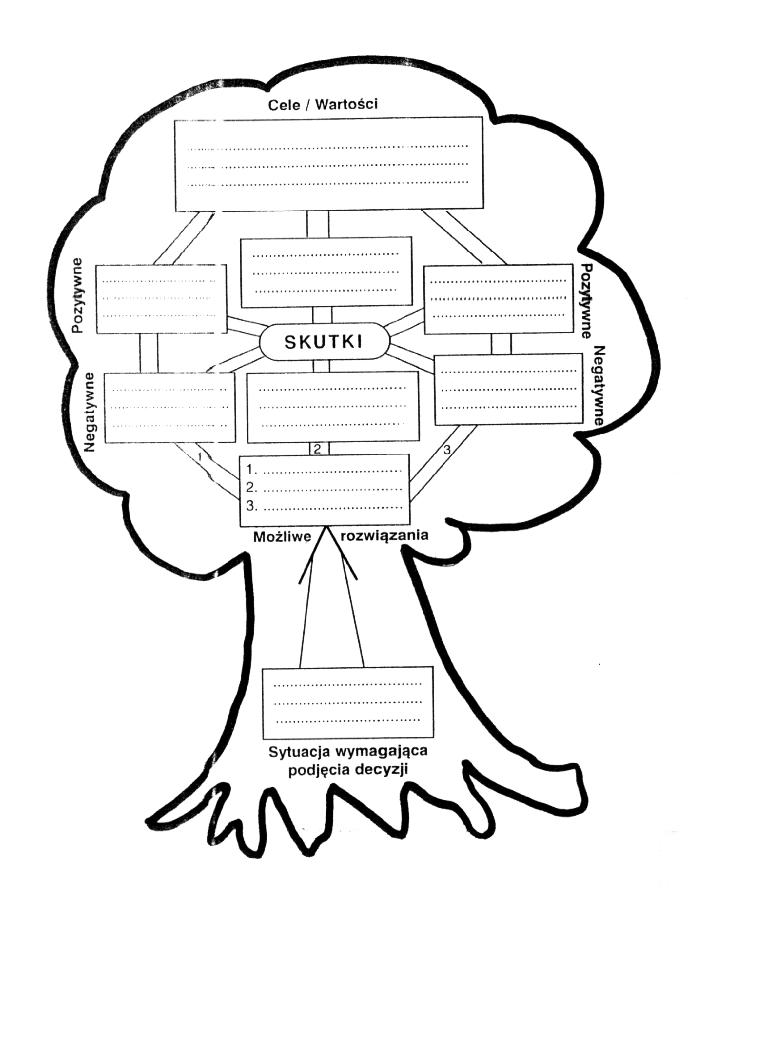 Cele / Wartości
Pozytywne
Pozytywne
SKUTKI
Negatywne
Negatywne
1
2
3
1.
2.
3.
Możliwe rozwiązania
Sytuacja wymagająca
podjęcia decyzji